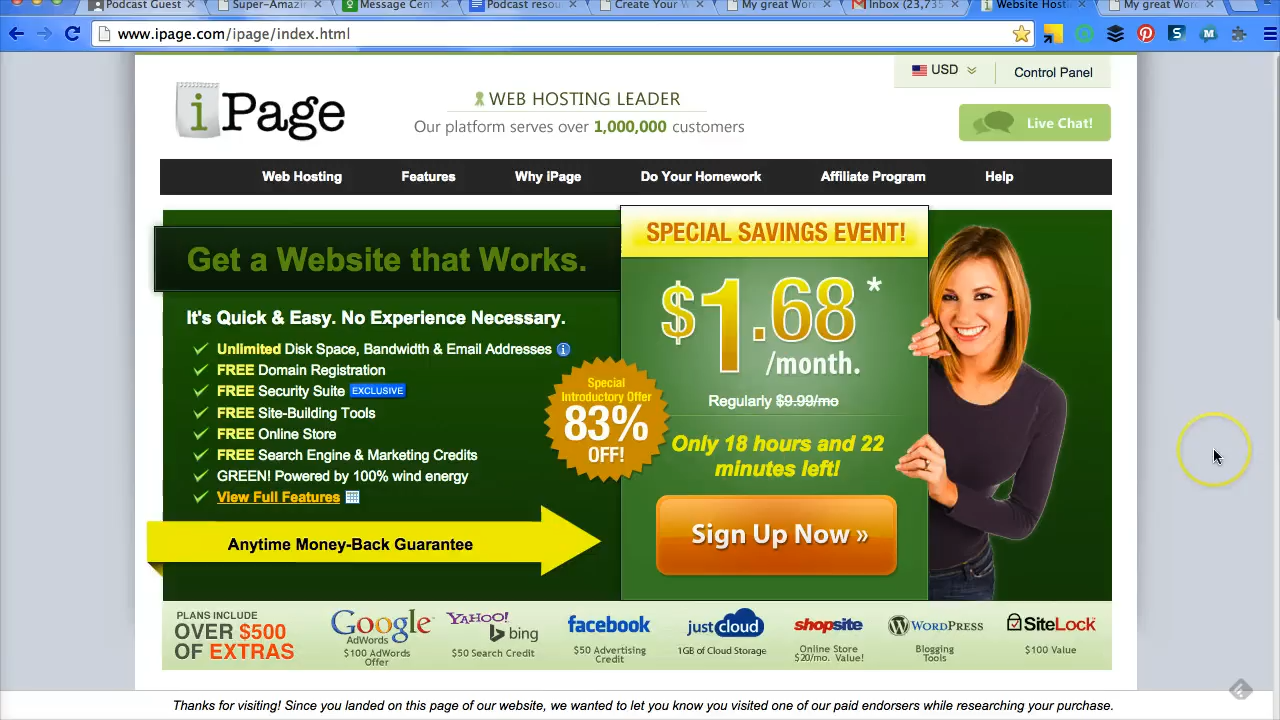 Podcast Guest
Super-Amazin
Message Cent
Podcast resou
Create Your W
My great Wor
Inbox (23,735
Website Host
My great Wor
www.ipage.com/ipage/index.html
USD
Control Panel
iPage
WEB HOSTING LEADER
Our platform serves over 1,000,000 customers
Live Chat!
Web Hosting
Features
Why iPage
Do Your Homework
Affiliate Program
Help
Get a Website that Works.
It's Quick & Easy. No Experience Necessary.
Unlimited Disk Space, Bandwidth & Email Addresses
FREE Domain Registration
FREE Security Suite EXCLUSIVE
FREE Site-Building Tools
FREE Online Store
FREE Search Engine & Marketing Credits
GREEN! Powered by 100% wind energy
View Full Features
Anytime Money-Back Guarantee
Special
Introductory Offer
83%
OFF!
SPECIAL SAVINGS EVENT!
$1.68*
/month.
Regularly $9.99/mo
Only 18 hours and 22
minutes left!
Sign Up Now »
PLANS INCLUDE
OVER $500
OF EXTRAS
Google
AdWords
$100 AdWords
Offer
YAHOO!
bing
$50 Search Credit
facebook
$50 Advertising
Credit
justcloud
1GB of Cloud Storage
shopsite
Online Store
$20/mo. Value!
WORDPRESS
Blogging
Tools
SiteLock
$100 Value
Thanks for visiting! Since you landed on this page of our website, we wanted to let you know you visited one of our paid endorsers while researching your purchase.